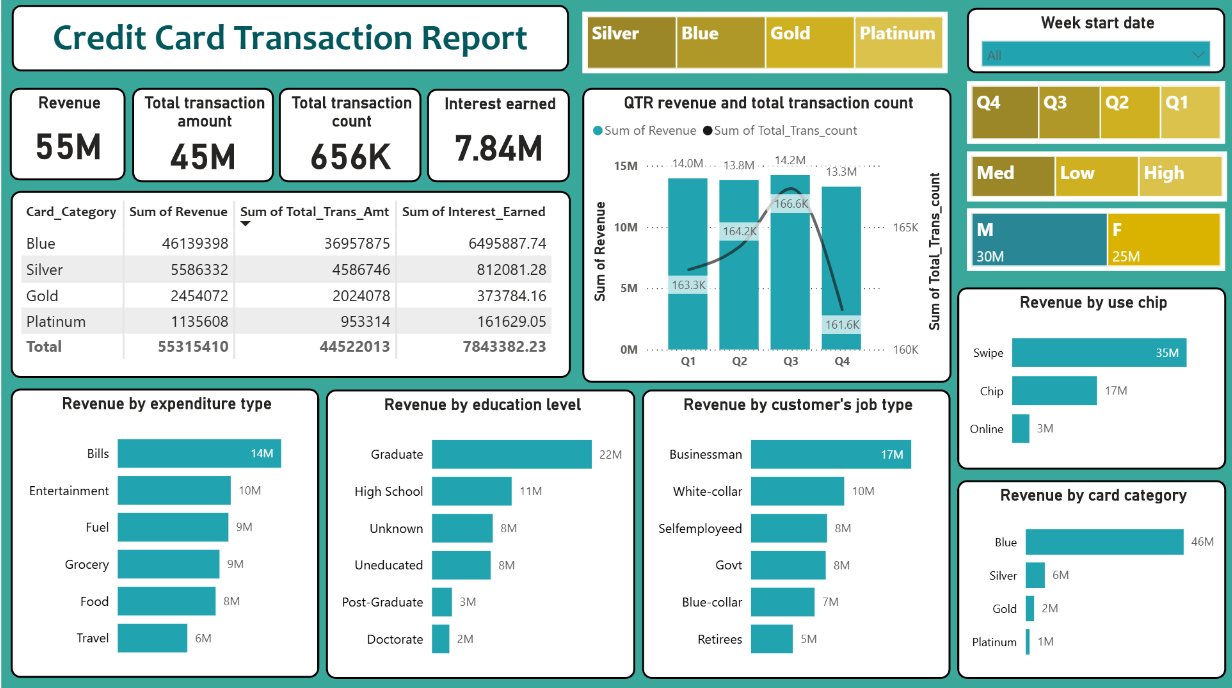 Credit Card Transaction Report
Silver Blue Gold Platinum
Week start date
All
Revenue
55M
Total transaction
amount
45M
Total transaction
count
656K
Interest earned
7.84M
Q4 Q3 Q2 Q1
Med Low High
M F
30M 25M
Card_Category Sum of Revenue Sum of Total_Trans_Amt Sum of Interest_Earned
Blue 46139398 36957875 6495887.74
Silver 5586332 4586746 812081.28
Gold 2454072 2024078 373784.16
Platinum 1135608 953314 161629.05
Total 55315410 44522013 7843382.23
QTR revenue and total transaction count
Sum of Revenue Sum of Total_Trans_count
Sum of Revenue
15M
10M
5M
0M
14.0M 13.8M 14.2M 13.3M
163.3K 164.2K 166.6K 161.6K
Q1 Q2 Q3 Q4
165K
160K
Sum of Total_Trans_count
Revenue by use chip
Swipe 35M
Chip 17M
Online 3M
Revenue by expenditure type
Bills 14M
Entertainment 10M
Fuel 9M
Grocery 9M
Food 8M
Travel 6M
Revenue by education level
Graduate 22M
High School 11M
Unknown 8M
Uneducated 8M
Post-Graduate 3M
Doctorate 2M
Revenue by customer's job type
Businessman 17M
White-collar 10M
Selfemployeed 8M
Govt 8M
Blue-collar 7M
Retirees 5M
Revenue by card category
Blue 46M
Silver 6M
Gold 2M
Platinum 1M